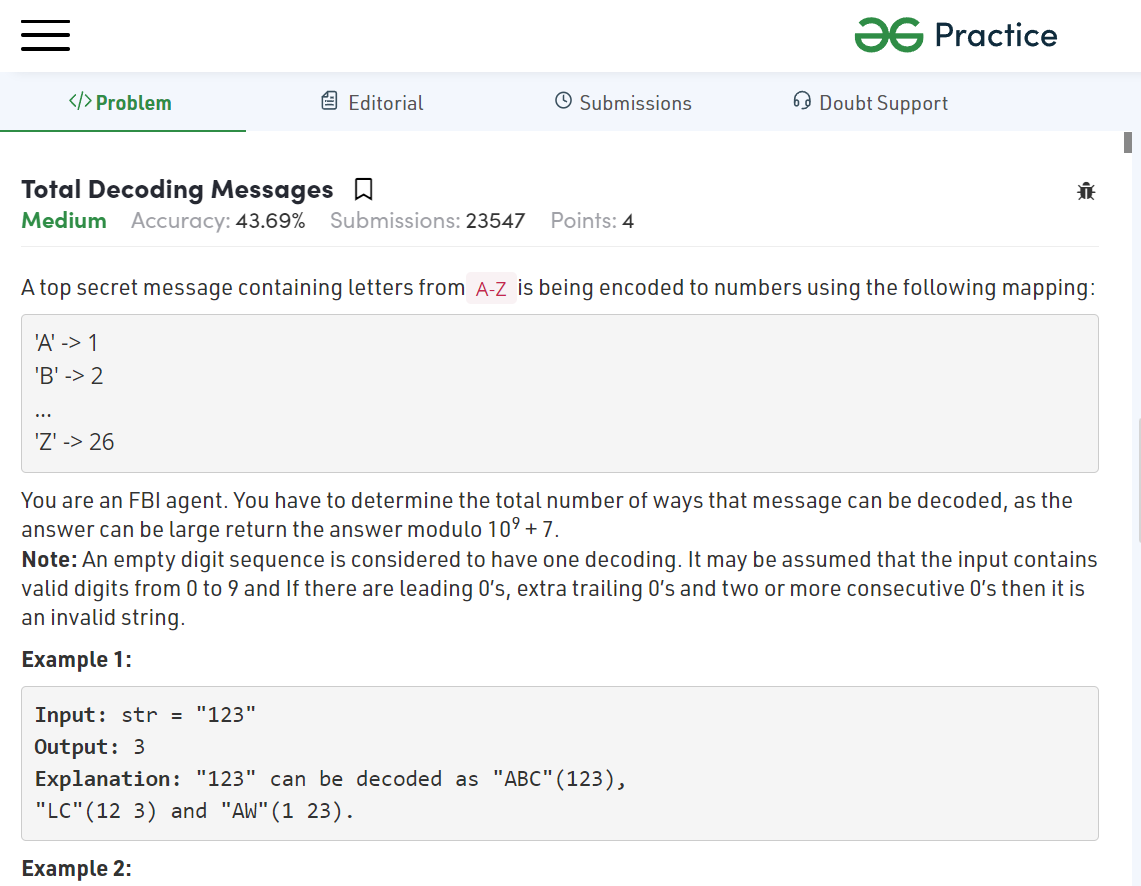 Practice
</>Problem
Editorial
Submissions
Doubt Support
Total Decoding Messages
Medium Accuracy: 43.69% Submissions: 23547 Points: 4
A top secret message containing letters from A-Z is being encoded to numbers using the following mapping:
'A' -> 1
'B' -> 2
...
'Z' -> 26
You are an FBI agent. You have to determine the total number of ways that message can be decoded, as the
answer can be large return the answer modulo 10⁹ + 7.
Note: An empty digit sequence is considered to have one decoding. It may be assumed that the input contains
valid digits from 0 to 9 and If there are leading 0's, extra trailing 0's and two or more consecutive 0's then it is
an invalid string.
Example 1:
Input: str = "123"
Output: 3
Explanation: "123" can be decoded as "ABC"(123),
"LC"(12 3) and "AW"(1 23).
Example 2: